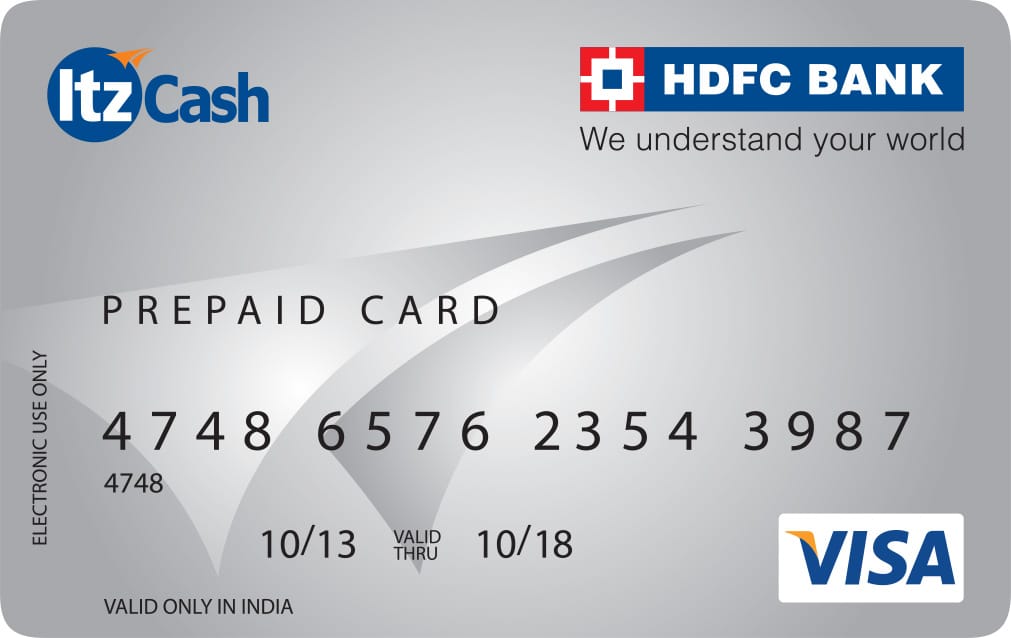 ItzCash
HDFC BANK
We understand your world
PREPAID CARD
ELECTRONIC USE ONLY
4748 6576 2354 3987
4748
10/13 VALID THRU 10/18
VISA
VALID ONLY IN INDIA